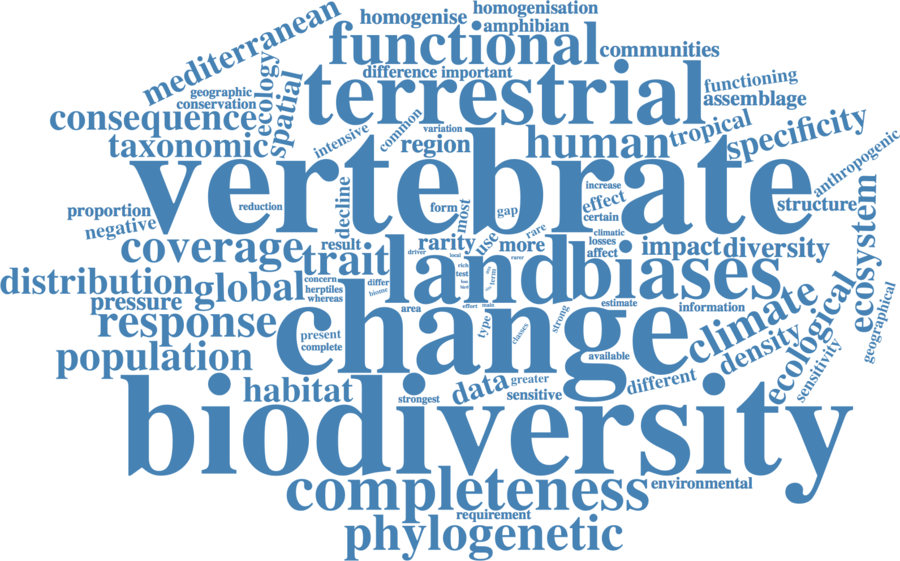 homogenisation
homogenise
amphibian
mediterranean
functional
communities
difference important
functioning
geographic
conservation
ecology
spatial
terrestrial
assemblage
consequence
taxonomic
intensive
common
variation
region
human
tropical
specificity
anthropogenic
vertebrate
increase
effect
certain
structure
proportion
negative
reduction
decline
form
most
gap
rare
climatic
losses
affect
coverage
result
trait
rarity
use
more
driver
local
rarer
land
biases
impact
diversity
ecosystem
distribution
global
concern
herptiles
whereas
differ
biome
rich
test
term
pressure
response
area
effort
main
estimate
information
change
climate
ecological
geographical
present
complete
type
classes
strong
available
density
sensitivity
population
habitat
strongest
data
greater
sensitive
different
biodiversity
completeness
environmental
requirement
phylogenetic